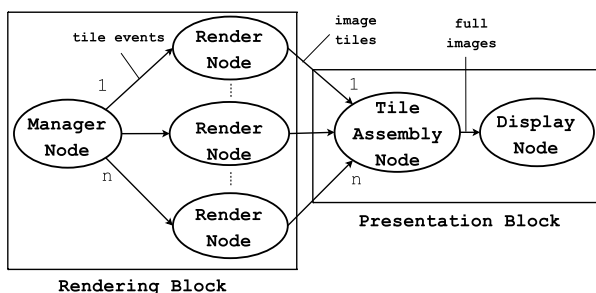 tile events
Render
Node
image
tiles
full
images
1
1
Manager
Node
Render
Node
Tile
Assembly
Node
Display
Node
n
n
Render
Node
Presentation Block
Rendering Block